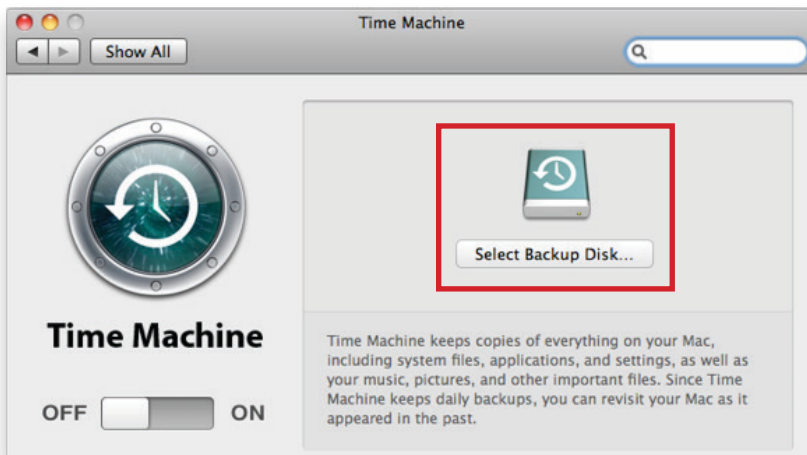 Time Machine
Show All
Select Backup Disk...
Time Machine
OFF ON
Time Machine keeps copies of everything on your Mac,
including system files, applications, and settings, as well as
your music, pictures, and other important files. Since Time
Machine keeps daily backups, you can revisit your Mac as it
appeared in the past.